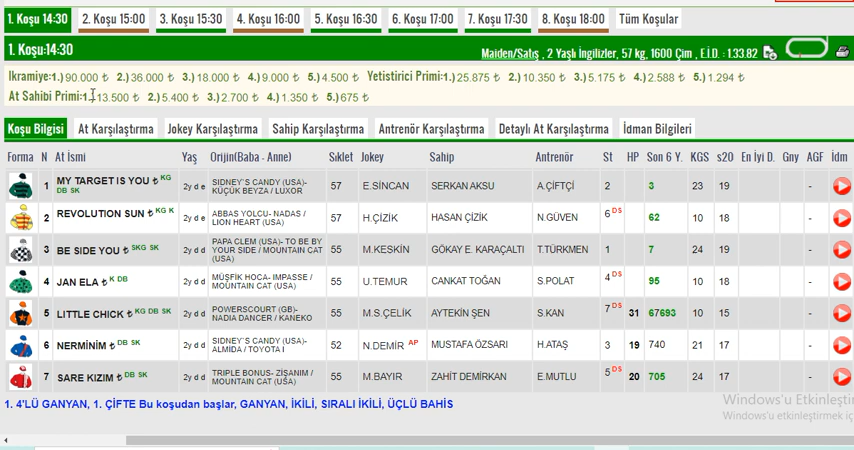 1. Koşu 14:30 2. Koşu 15:00 3. Koşu 15:30 4. Koşu 16:00 5. Koşu 16:30 6. Koşu 17:00 7. Koşu 17:30 8. Koşu 18:00 Tüm Koşular
1. Koşu:14:30 Maiden/Satış , 2 Yaşlı İngilizler, 57 kg, 1600 Çim , E.İ.D. : 1.33.82
Ikramiye:1.) 90.000 ₺ 2.) 36.000 ₺ 3.) 18.000 ₺ 4.) 9.000 ₺ 5.) 4.500 ₺ Yetistirici Primi:1.) 25.875 ₺ 2.) 10.350 ₺ 3.) 5.175 ₺ 4.) 2.588 ₺ 5.) 1.294 ₺
At Sahibi Primi:1.) 13.500 ₺ 2.) 5.400 ₺ 3.) 2.700 ₺ 4.) 1.350 ₺ 5.) 675 ₺
Koşu Bilgisi At Karşılaştırma Jokey Karşılaştırma Sahip Karşılaştırma Antrenör Karşılaştırma Detaylı At Karşılaştırma İdman Bilgileri
Forma N At İsmi Yaş Orijin(Baba - Anne) Sıklet Jokey Sahip Antrenör St HP Son 6 Y. KGS s20 En İyi D. Gny AGF İdm
1 MY TARGET IS YOU ₺ KG DB SK 2y d e SIDNEY'S CANDY (USA)- KÜÇÜK BEYZA / LUXOR 57 E.SİNCAN SERKAN AKSU A.ÇİFTÇİ 2 3 23 19 -
2 REVOLUTION SUN ₺ KG K 2y d e ABBAS YOLCU- NADAS / LION HEART (USA) 57 H.ÇİZİK HASAN ÇİZİK N.GÜVEN 6 DS 62 10 18 -
3 BE SIDE YOU ₺ SKG SK 2y d d PAPA CLEM (USA)- TO BE BY YOUR SIDE / MOUNTAIN CAT (USA) 55 M.KESKİN GÖKAY E. KARAÇALTI T.TÜRKMEN 1 7 24 19 -
4 JAN ELA ₺ K DB 2y d d MÜŞFİK HOCA- IMPASSE / MOUNTAIN CAT (USA) 55 U.TEMUR CANKAT TOĞAN S.POLAT 4 DS 95 10 18 -
5 LITTLE CHICK ₺ KG DB SK 2y d d POWERSCOURT (GB)- NADIA DANCER / KANEKO 55 M.S.ÇELİK AYTEKİN ŞEN S.KAN 7 DS 31 67693 10 15 -
6 NERMİNİM ₺ DB SK 2y d d SIDNEY'S CANDY (USA)- ALMİDA / TOYOTA I 52 N.DEMİR AP MUSTAFA ÖZSARI H.ATAŞ 3 19 740 21 17 -
7 SARE KIZIM ₺ DB SK 2y d d TRIPLE BONUS- ZİŞANIM / MOUNTAIN CAT (USA) 55 M.BAYIR ZAHİT DEMİRKAN E.MUTLU 5 DS 20 705 24 17 -
1. 4'LÜ GANYAN, 1. ÇİFTE Bu koşudan başlar, GANYAN, İKİLİ, SIRALI İKİLİ, ÜÇLÜ BAHİS
Windows'u Etkinleştir
Windows'u etkinleştirmek iç